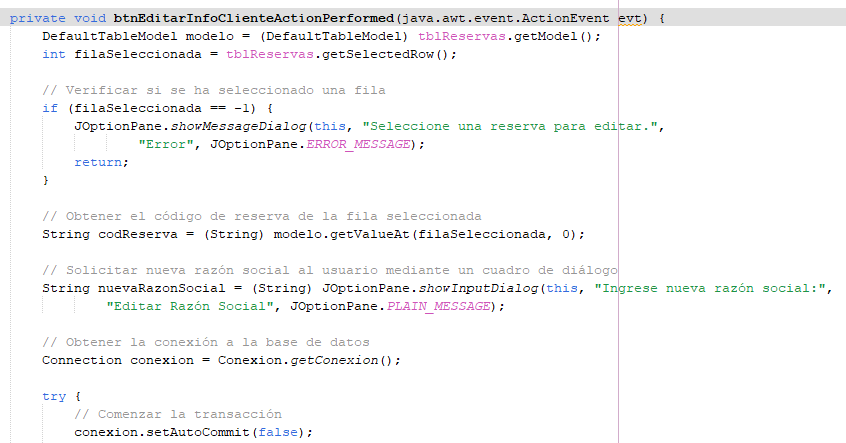 private void btnEditarInfoClienteActionPerformed(java.awt.event.ActionEvent evt) {
DefaultTableModel modelo = (DefaultTableModel) tblReservas.getModel();
int filaSeleccionada = tblReservas.getSelectedRow();
// Verificar si se ha seleccionado una fila
if (filaSeleccionada == -1) {
JOptionPane.showMessageDialog(this, "Seleccione una reserva para editar.",
"Error", JOptionPane.ERROR_MESSAGE);
return;
}
// Obtener el código de reserva de la fila seleccionada
String codReserva = (String) modelo.getValueAt(filaSeleccionada, 0);
// Solicitar nueva razón social al usuario mediante un cuadro de diálogo
String nuevaRazonSocial = (String) JOptionPane.showInputDialog(this, "Ingrese nueva razón social:",
"Editar Razón Social", JOptionPane.PLAIN_MESSAGE);
// Obtener la conexión a la base de datos
Connection conexion = Conexion.getConexion();
try {
// Comenzar la transacción
conexion.setAutoCommit(false);